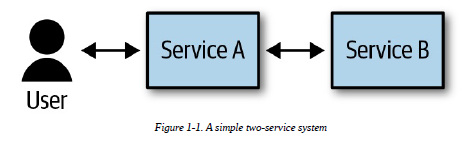 Service A
Service B
User
Figure 1-1. A simple two-service system